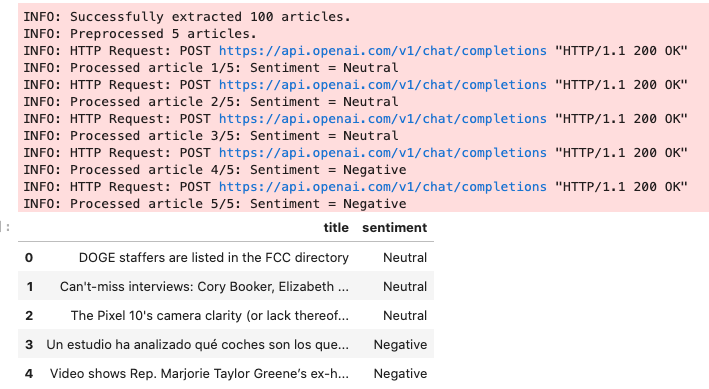 INFO: Successfully extracted 100 articles.
INFO: Preprocessed 5 articles.
INFO: HTTP Request: POST https://api.openai.com/v1/chat/completions "HTTP/1.1 200 OK"
INFO: Processed article 1/5: Sentiment = Neutral
INFO: HTTP Request: POST https://api.openai.com/v1/chat/completions "HTTP/1.1 200 OK"
INFO: Processed article 2/5: Sentiment = Neutral
INFO: HTTP Request: POST https://api.openai.com/v1/chat/completions "HTTP/1.1 200 OK"
INFO: Processed article 3/5: Sentiment = Neutral
INFO: HTTP Request: POST https://api.openai.com/v1/chat/completions "HTTP/1.1 200 OK"
INFO: Processed article 4/5: Sentiment = Negative
INFO: HTTP Request: POST https://api.openai.com/v1/chat/completions "HTTP/1.1 200 OK"
INFO: Processed article 5/5: Sentiment = Negative
]:
title sentiment
0 DOGE staffers are listed in the FCC directory Neutral
1 Can't-miss interviews: Cory Booker, Elizabeth ... Neutral
2 The Pixel 10's camera clarity (or lack thereof... Neutral
3 Un estudio ha analizado qué coches son los que... Negative
4 Video shows Rep. Marjorie Taylor Greene’s ex-h... Negative